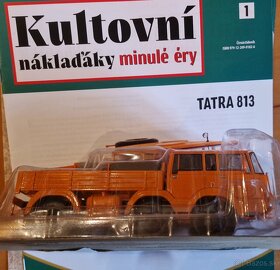 Kultovní
náklaďáky minulé éry
1
TATRA 813